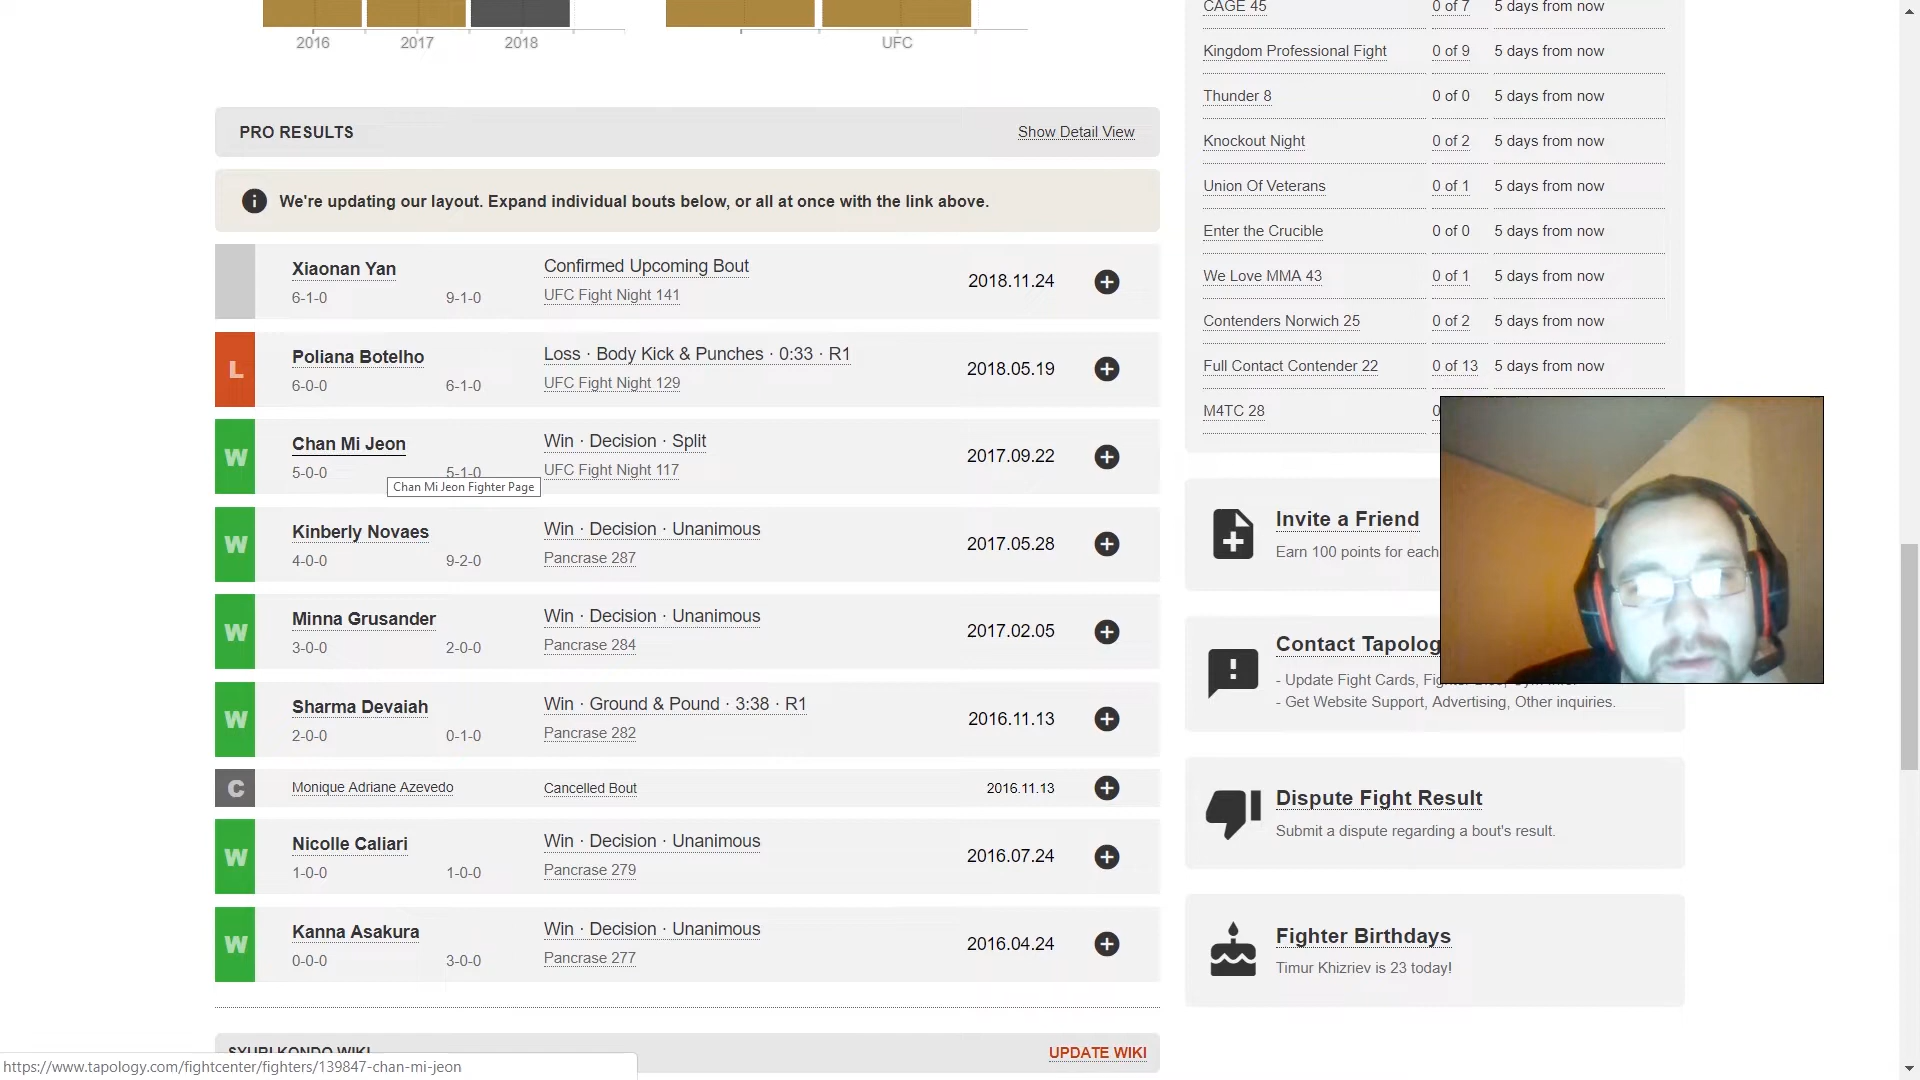 2016
2017
2018
UFC
PRO RESULTS
Show Detail View
We're updating our layout. Expand individual bouts below, or all at once with the link above.
Xiaonan Yan
Confirmed Upcoming Bout
2018.11.24
6-1-0
9-1-0
UFC Fight Night 141
L
Poliana Botelho
Loss · Body Kick & Punches · 0:33 · R1
2018.05.19
6-0-0
6-1-0
UFC Fight Night 129
W
Chan Mi Jeon
Win · Decision · Split
2017.09.22
5-0-0
5-1-0
UFC Fight Night 117
Chan Mi Jeon Fighter Page
W
Kinberly Novaes
Win · Decision · Unanimous
2017.05.28
4-0-0
9-2-0
Pancrase 287
W
Minna Grusander
Win · Decision · Unanimous
2017.02.05
3-0-0
2-0-0
Pancrase 284
W
Sharma Devaiah
Win · Ground & Pound · 3:38 · R1
2016.11.13
2-0-0
0-1-0
Pancrase 282
C
Monique Adriane Azevedo
Cancelled Bout
2016.11.13
W
Nicolle Caliari
Win · Decision · Unanimous
2016.07.24
1-0-0
1-0-0
Pancrase 279
W
Kanna Asakura
Win · Decision · Unanimous
2016.04.24
0-0-0
3-0-0
Pancrase 277
SYURI KONDO WIKI
UPDATE WIKI
https://www.tapology.com/fightcenter/fighters/139847-chan-mi-jeon
CAGE 45 0 of 7 5 days from now
Kingdom Professional Fight 0 of 9 5 days from now
Thunder 8 0 of 0 5 days from now
Knockout Night 0 of 2 5 days from now
Union Of Veterans 0 of 1 5 days from now
Enter the Crucible 0 of 0 5 days from now
We Love MMA 43 0 of 1 5 days from now
Contenders Norwich 25 0 of 2 5 days from now
Full Contact Contender 22 0 of 13 5 days from now
M4TC 28 0
Invite a Friend
Earn 100 points for each
Contact Tapolog
- Update Fight Cards,
- Get Website Support, Advertising, Other inquiries.
Dispute Fight Result
Submit a dispute regarding a bout's result.
Fighter Birthdays
Timur Khizriev is 23 today!